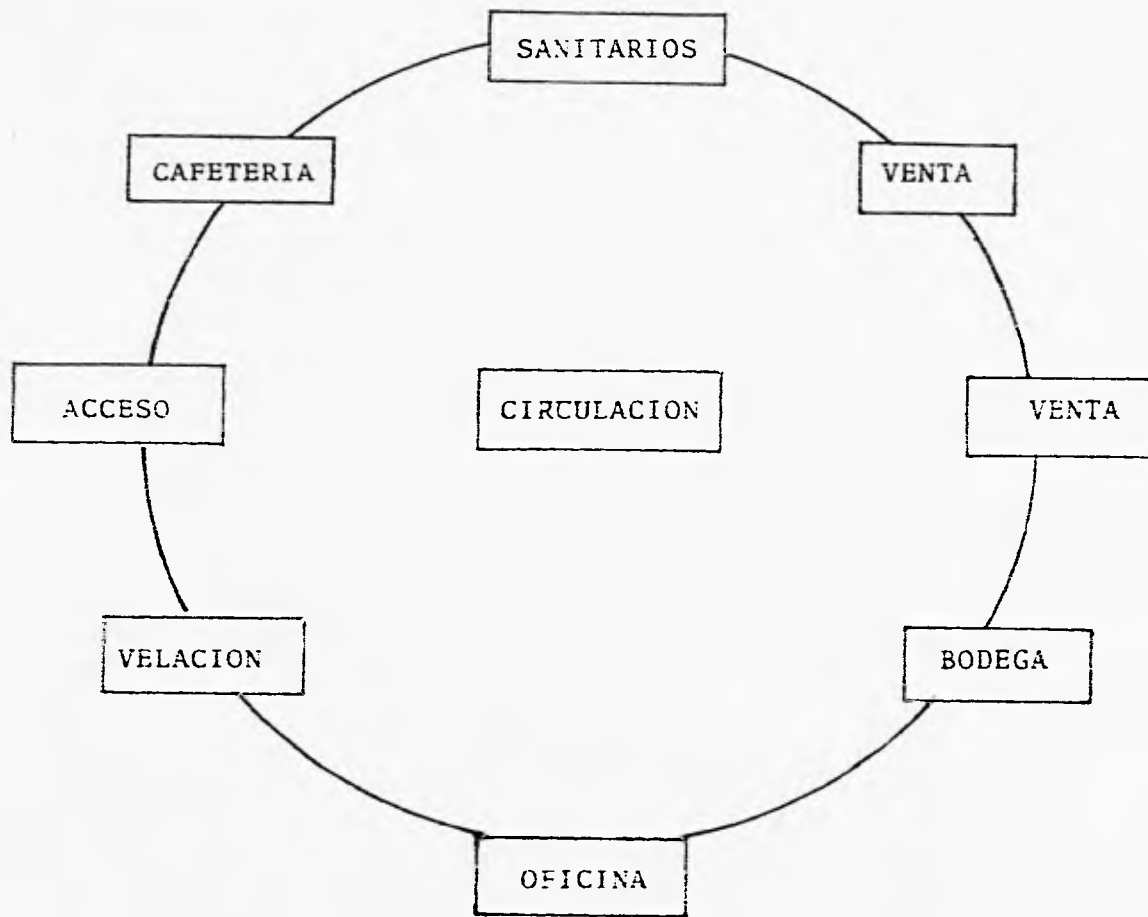 SANITARIOS
CAFETERIA
VENTA
ACCESO
CIRCULACION
VENTA
VELACION
BODEGA
OFICINA